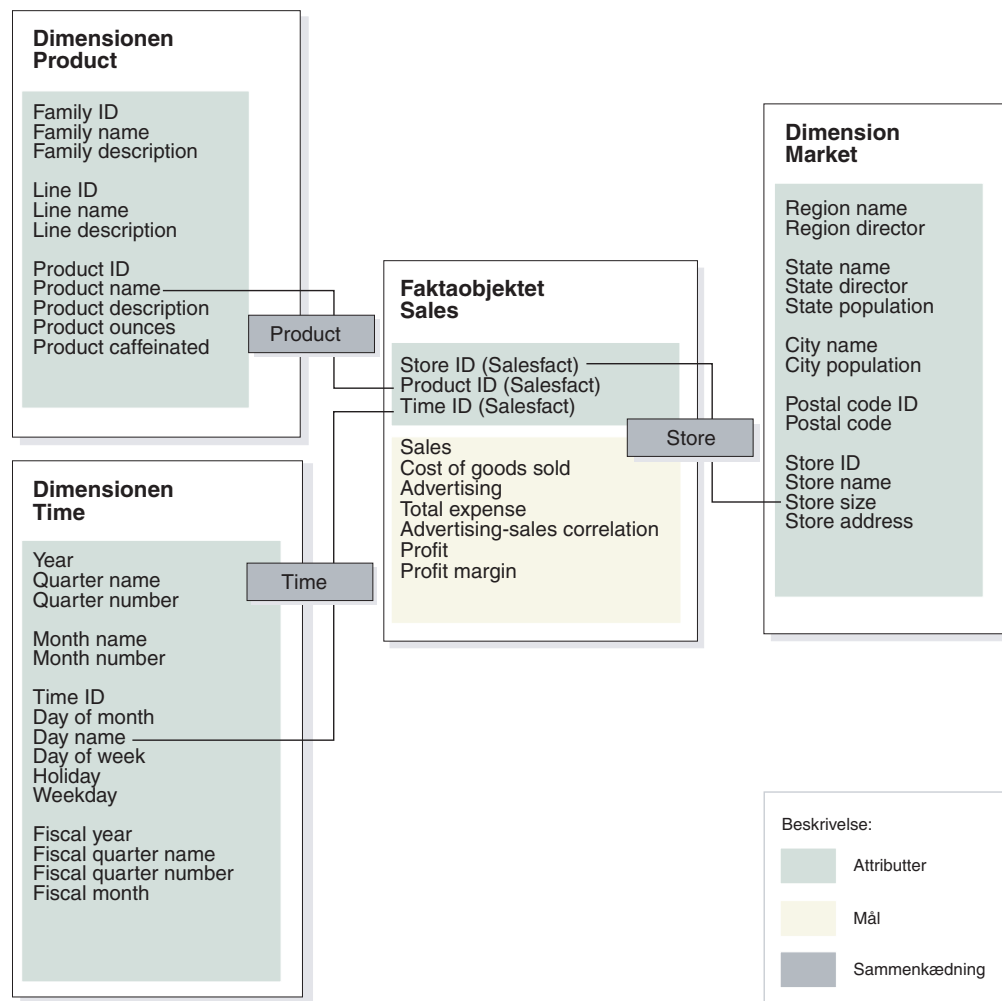 Dimensionen
Product
Family ID
Family name
Family description
Line ID
Line name
Line description
Product ID
Product name
Product description
Product ounces
Product caffeinated
Product
Dimensionen
Time
Year
Quarter name
Quarter number
Month name
Month number
Time ID
Day of month
Day name
Day of week
Holiday
Weekday
Fiscal year
Fiscal quarter name
Fiscal quarter number
Fiscal month
Time
Faktaobjektet
Sales
Store ID (Salesfact)
Product ID (Salesfact)
Time ID (Salesfact)
Sales
Cost of goods sold
Advertising
Total expense
Advertising-sales correlation
Profit
Profit margin
Store
Dimension
Market
Region name
Region director
State name
State director
State population
City name
City population
Postal code ID
Postal code
Store ID
Store name
Store size
Store address
Beskrivelse:
Attributter
Mål
Sammenkædning